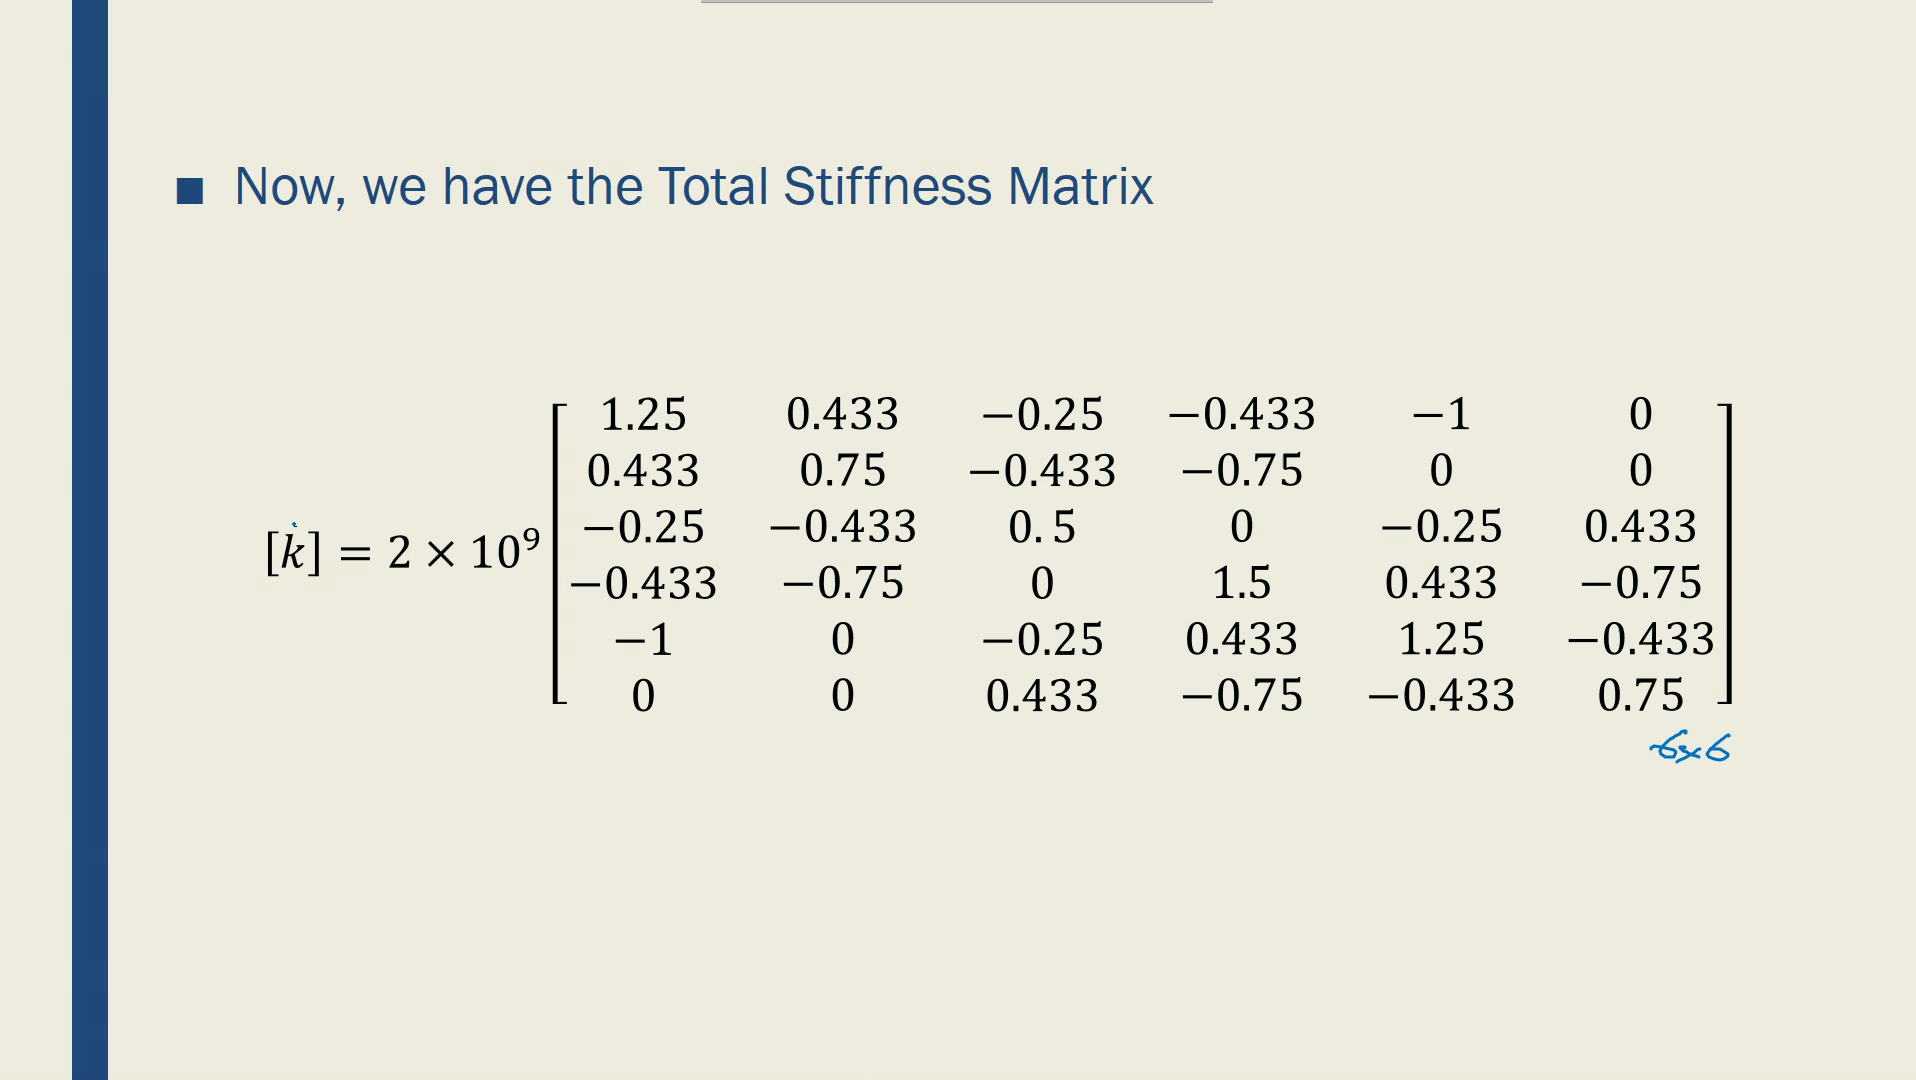 ■ Now, we have the Total Stiffness Matrix
1.25 0.433 −0.25 −0.433 −1 0
0.433 0.75 −0.433 −0.75 0 0
−0.25 −0.433 0.5 0 −0.25 0.433
[k] = 2 × 10⁹
−0.433 −0.75 0 1.5 0.433 −0.75
−1 0 −0.25 0.433 1.25 −0.433
0 0 0.433 −0.75 −0.433 0.75
6x6